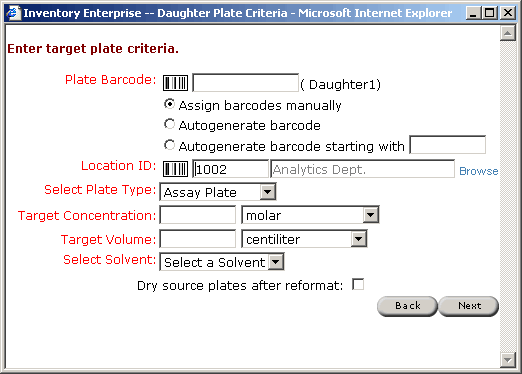 Inventory Enterprise -- Daughter Plate Criteria - Microsoft Internet Explorer
Enter target plate criteria.
Plate Barcode: ( Daughter1)
Assign barcodes manually
Autogenerate barcode
Autogenerate barcode starting with
Location ID: 1002 Analytics Dept. Browse
Select Plate Type: Assay Plate
Target Concentration: molar
Target Volume: centiliter
Select Solvent: Select a Solvent
Dry source plates after reformat:
Back Next